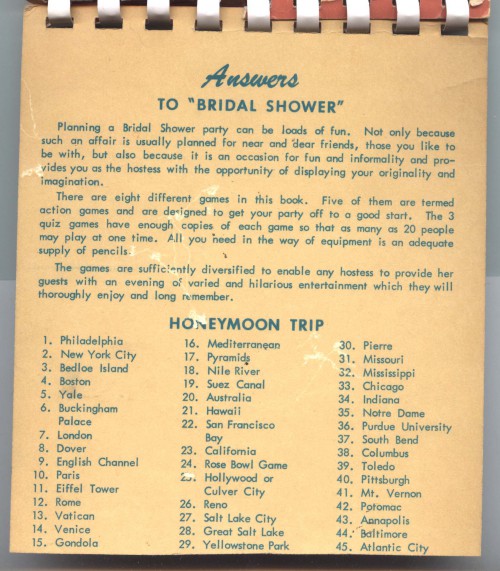 Answers
TO "BRIDAL SHOWER"
Planning a Bridal Shower party can be loads of fun. Not only because
such an affair is usually planned for near and dear friends, those you like to
be with, but also because it is an occasion for fun and informality and pro-
vides you as the hostess with the opportunity of displaying your originality and
imagination.
There are eight different games in this book. Five of them are termed
action games and are designed to get your party off to a good start. The 3
quiz games have enough copies of each game so that as many as 20 people
may play at one time. All you need in the way of equipment is an adequate
supply of pencils.
The games are sufficiently diversified to enable any hostess to provide her
guests with an evening of varied and hilarious entertainment which they will
thoroughly enjoy and long remember.
HONEYMOON TRIP
1. Philadelphia
2. New York City
3. Bedloe Island
4. Boston
5. Yale
6. Buckingham
Palace
7. London
8. Dover
9. English Channel
10. Paris
11. Eiffel Tower
12. Rome
13. Vatican
14. Venice
15. Gondola
16. Mediterranean
17. Pyramids
18. Nile River
19. Suez Canal
20. Australia
21. Hawaii
22. San Francisco
Bay
23. California
24. Rose Bowl Game
25. Hollywood or
Culver City
26. Reno
27. Salt Lake City
28. Great Salt Lake
29. Yellowstone Park
30. Pierre
31. Missouri
32. Mississippi
33. Chicago
34. Indiana
35. Notre Dame
36. Purdue University
37. South Bend
38. Columbus
39. Toledo
40. Pittsburgh
41. Mt. Vernon
42. Potomac
43. Annapolis
44. Baltimore
45. Atlantic City